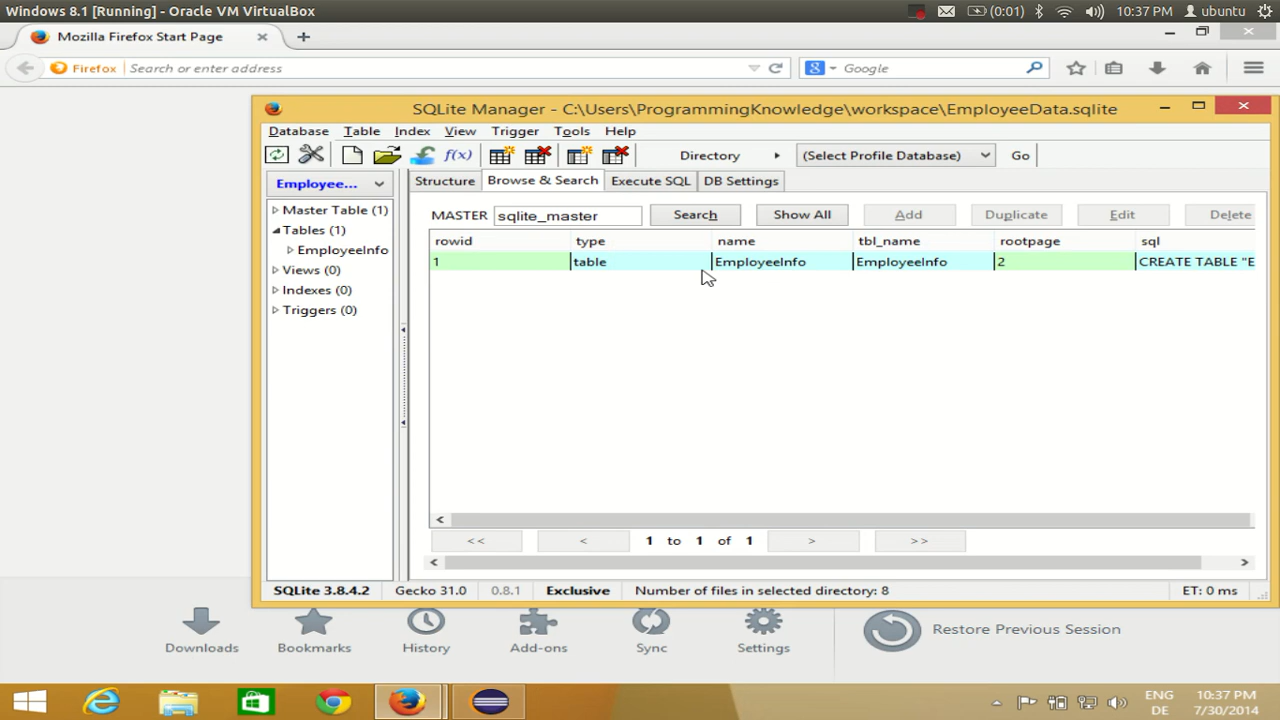 Windows 8.1 [Running] - Oracle VM VirtualBox
(0:01) 10:37 PM ubuntu
Mozilla Firefox Start Page
Firefox Search or enter address Google
SQLite Manager - C:\Users\ProgrammingKnowledge\workspace\EmployeeData.sqlite
Database Table Index View Trigger Tools Help
f(x) Directory (Select Profile Database) Go
Employee... Structure Browse & Search Execute SQL DB Settings
Master Table (1)
Tables (1)
EmployeeInfo
Views (0)
Indexes (0)
Triggers (0)
MASTER sqlite_master Search Show All Add Duplicate Edit Delete
rowid type name tbl_name rootpage sql
1 table EmployeeInfo EmployeeInfo 2 CREATE TABLE "E
<< < 1 to 1 of 1 > >>
SQLite 3.8.4.2 Gecko 31.0 0.8.1 Exclusive Number of files in selected directory: 8 ET: 0 ms
Downloads Bookmarks History Add-ons Sync Settings Restore Previous Session
ENG 10:37 PM
DE 7/30/2014